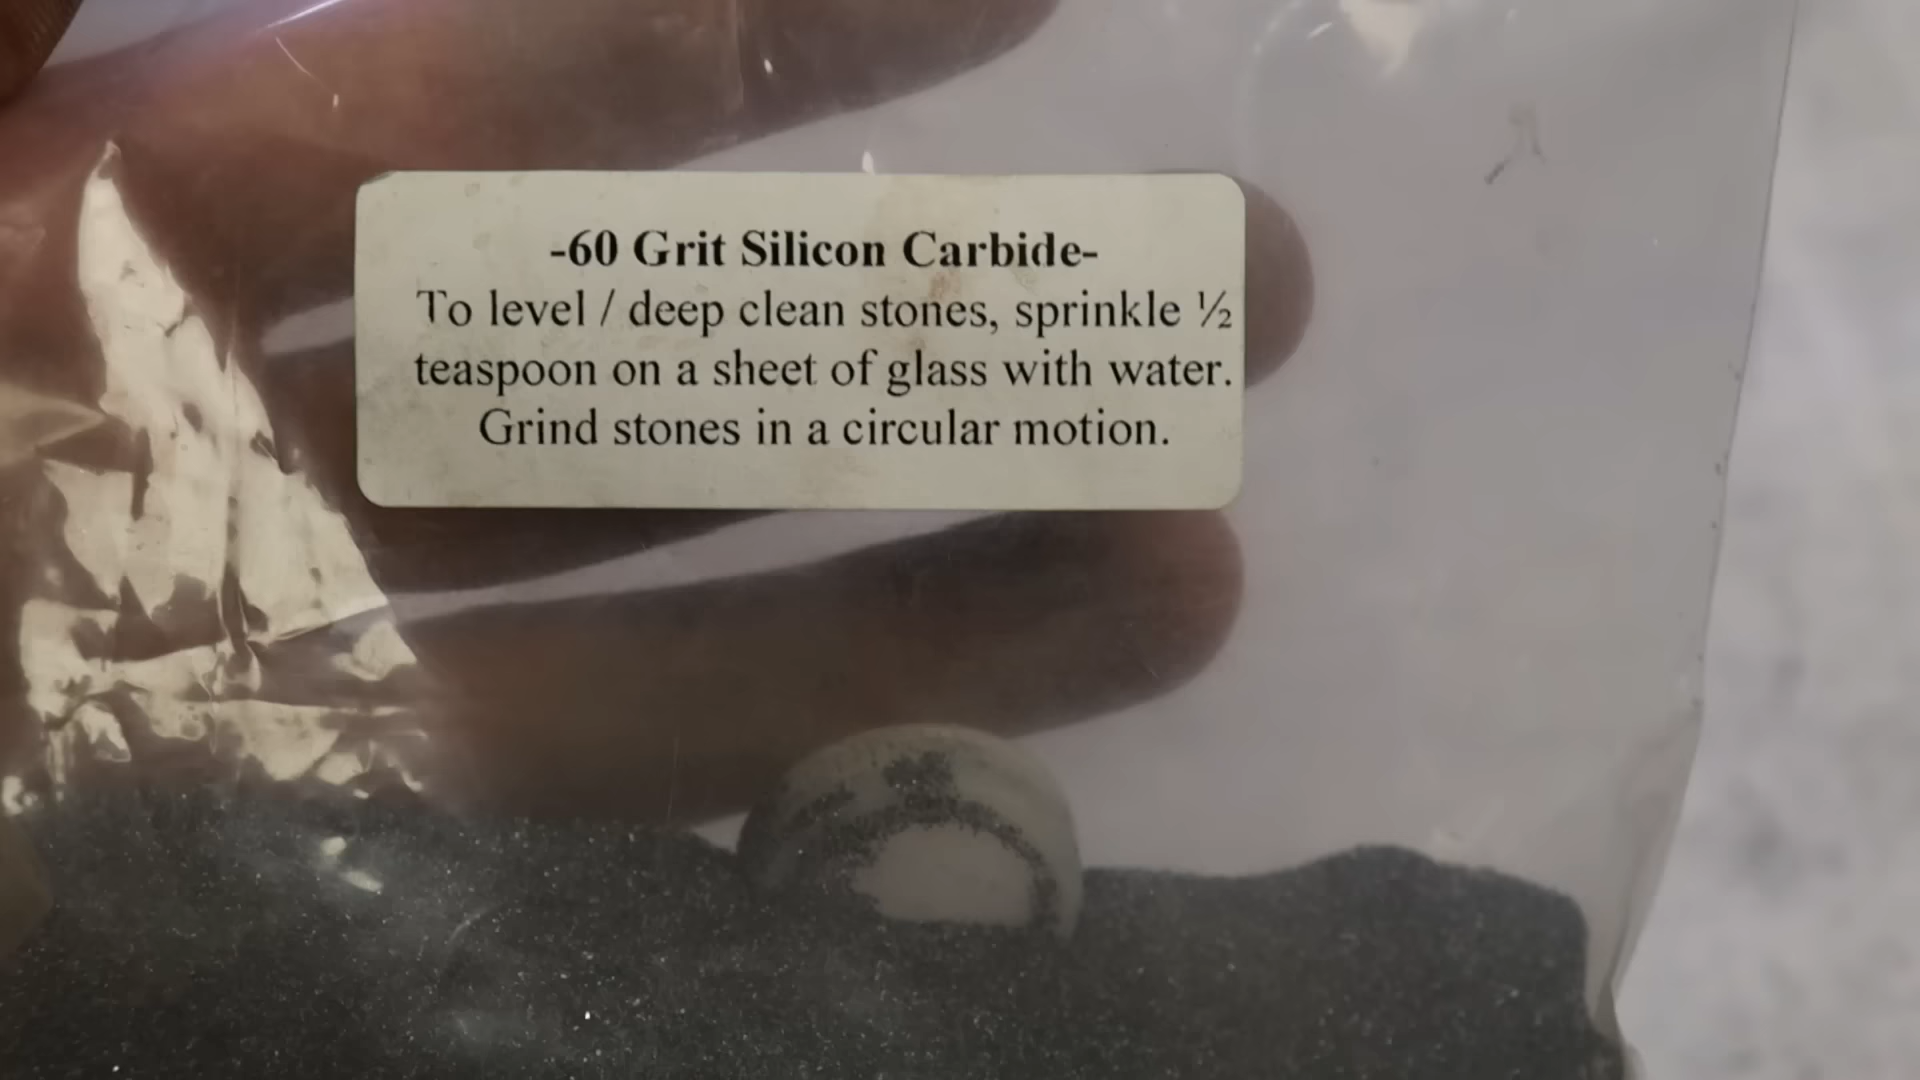 -60 Grit Silicon Carbide-
To level / deep clean stones, sprinkle ½
teaspoon on a sheet of glass with water.
Grind stones in a circular motion.